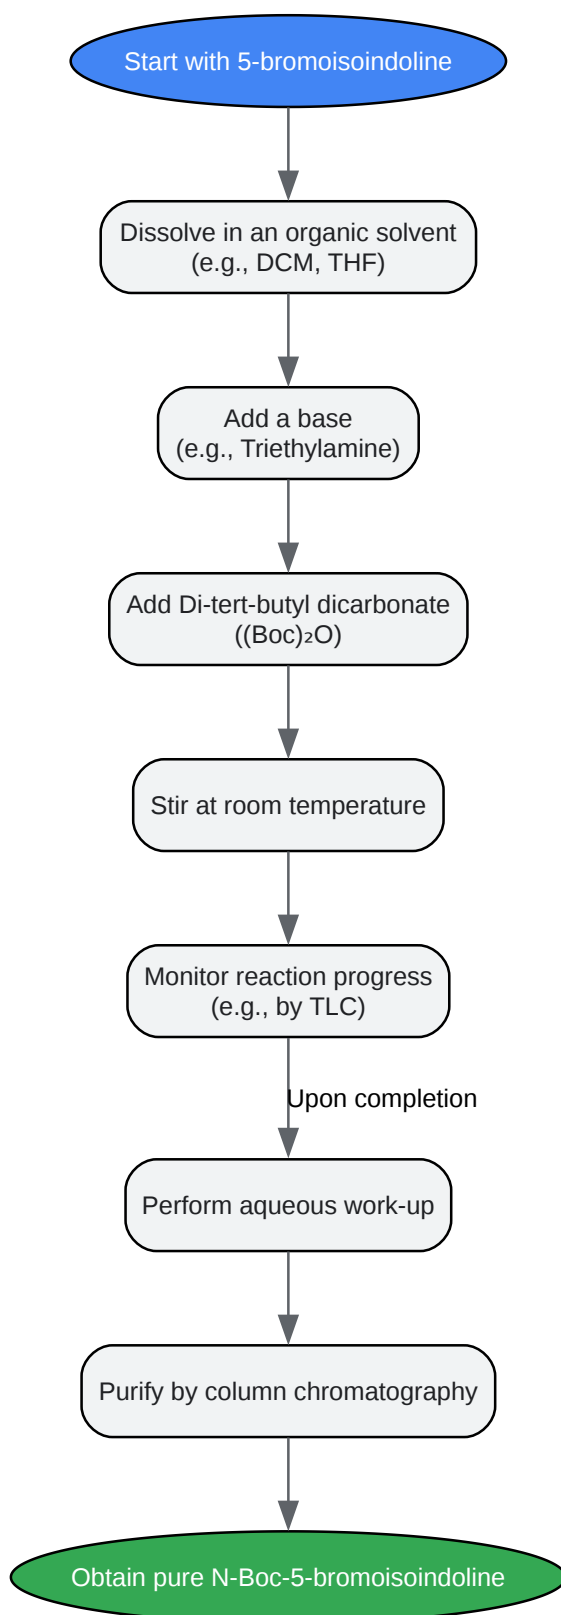 Start with 5-bromoisoindoline
Dissolve in an organic solvent
(e.g., DCM, THF)
Add a base
(e.g., Triethylamine)
Add Di-tert-butyl dicarbonate
((Boc)₂O)
Stir at room temperature
Monitor reaction progress
(e.g., by TLC)
Upon completion
Perform aqueous work-up
Purify by column chromatography
Obtain pure N-Boc-5-bromoisoindoline